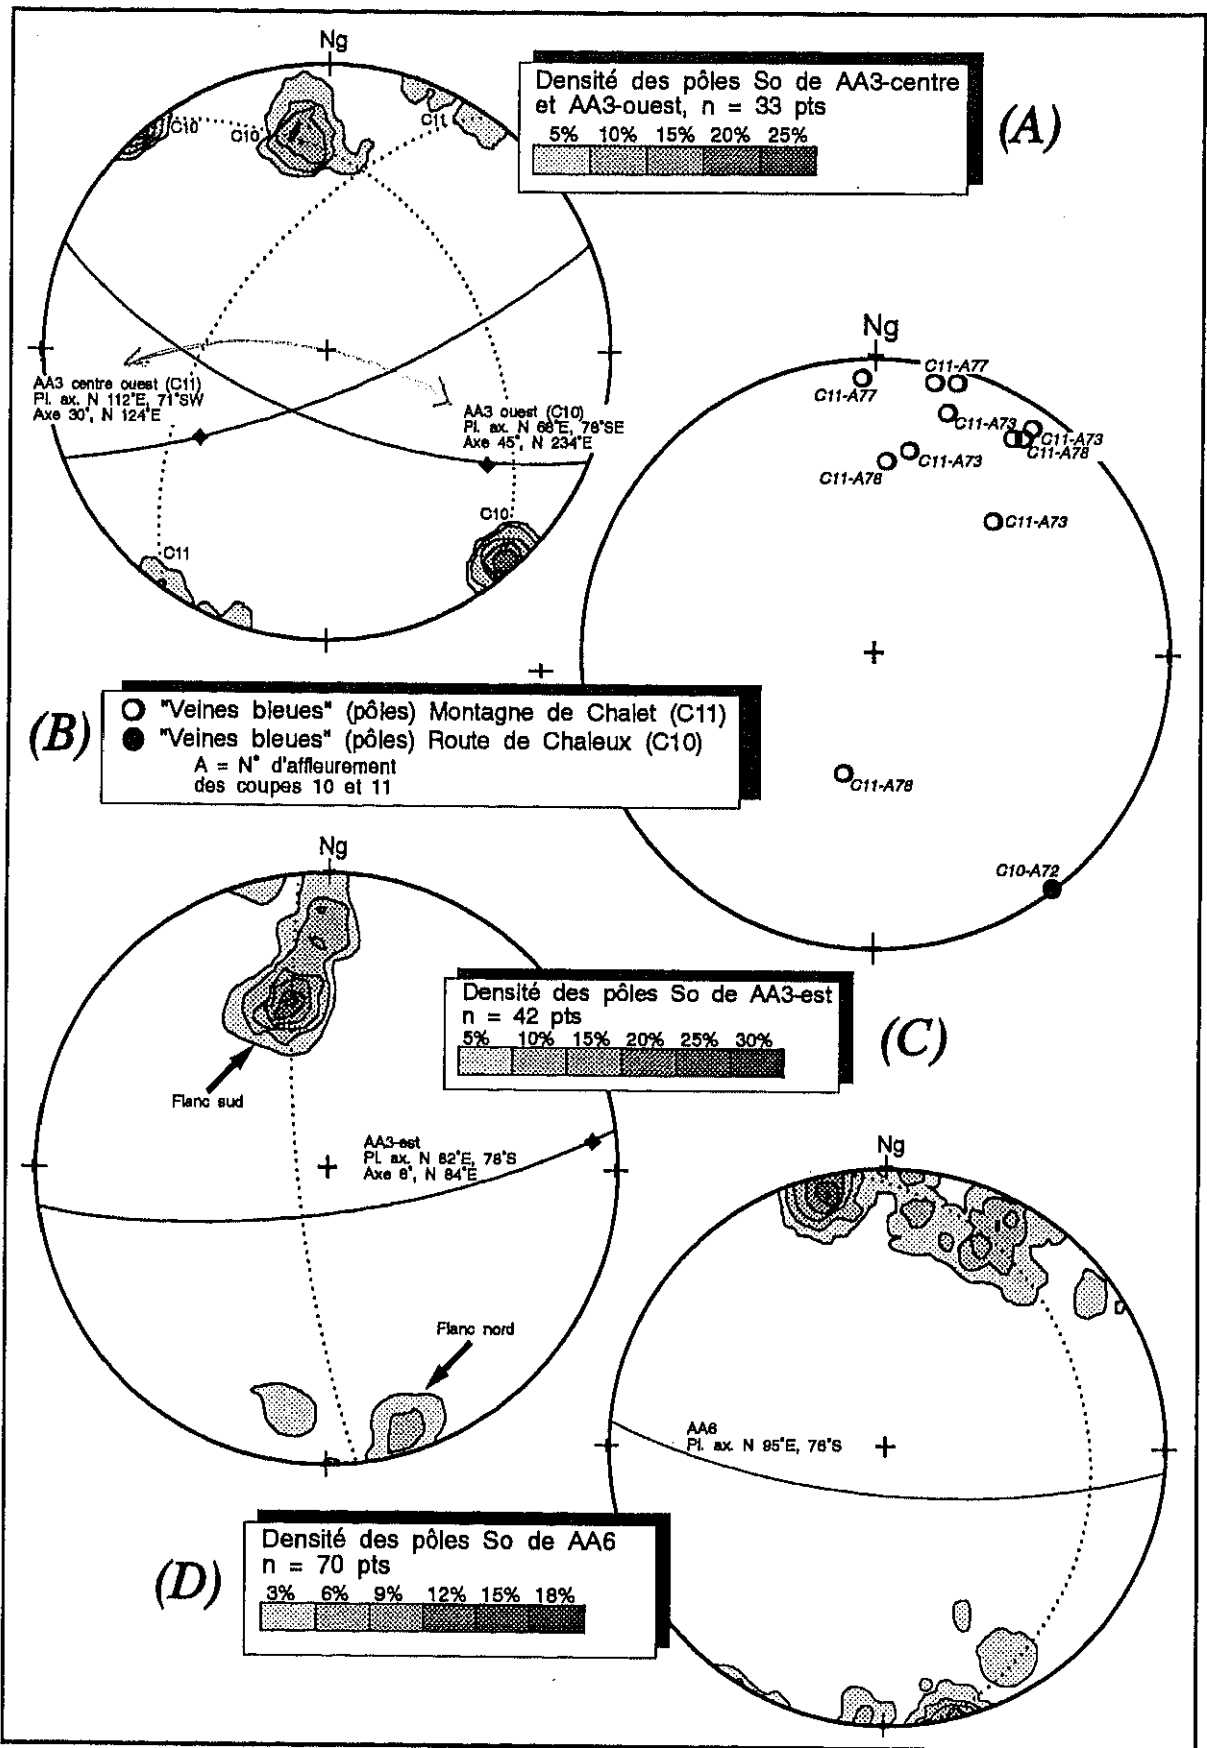 Ng
Densité des pôles So de AA3-centre
et AA3-ouest, n = 33 pts
5% 10% 15% 20% 25%
(A)
C10
C10
C11
AA3 centre ouest (C11)
Pl. ax. N 112°E, 71°SW
Axe 30°, N 124°E
AA3 ouest (C10)
Pl. ax. N 68°E, 76°SE
Axe 45°, N 234°E
C10
C11
Ng
C11-A77
C11-A77
C11-A73
C11-A73
C11-A78
C11-A73
C11-A78
C11-A73
C11-A78
C10-A72
(B)
"Veines bleues" (pôles) Montagne de Chalet (C11)
"Veines bleues" (pôles) Route de Chaleux (C10)
A = N° d'affleurement
des coupes 10 et 11
Ng
Densité des pôles So de AA3-est
n = 42 pts
5% 10% 15% 20% 25% 30%
(C)
Flanc sud
AA3-est
Pl. ax. N 82°E, 78°S
Axe 8°, N 84°E
Flanc nord
Ng
AA6
Pl. ax. N 95°E, 76°S
(D)
Densité des pôles So de AA6
n = 70 pts
3% 6% 9% 12% 15% 18%